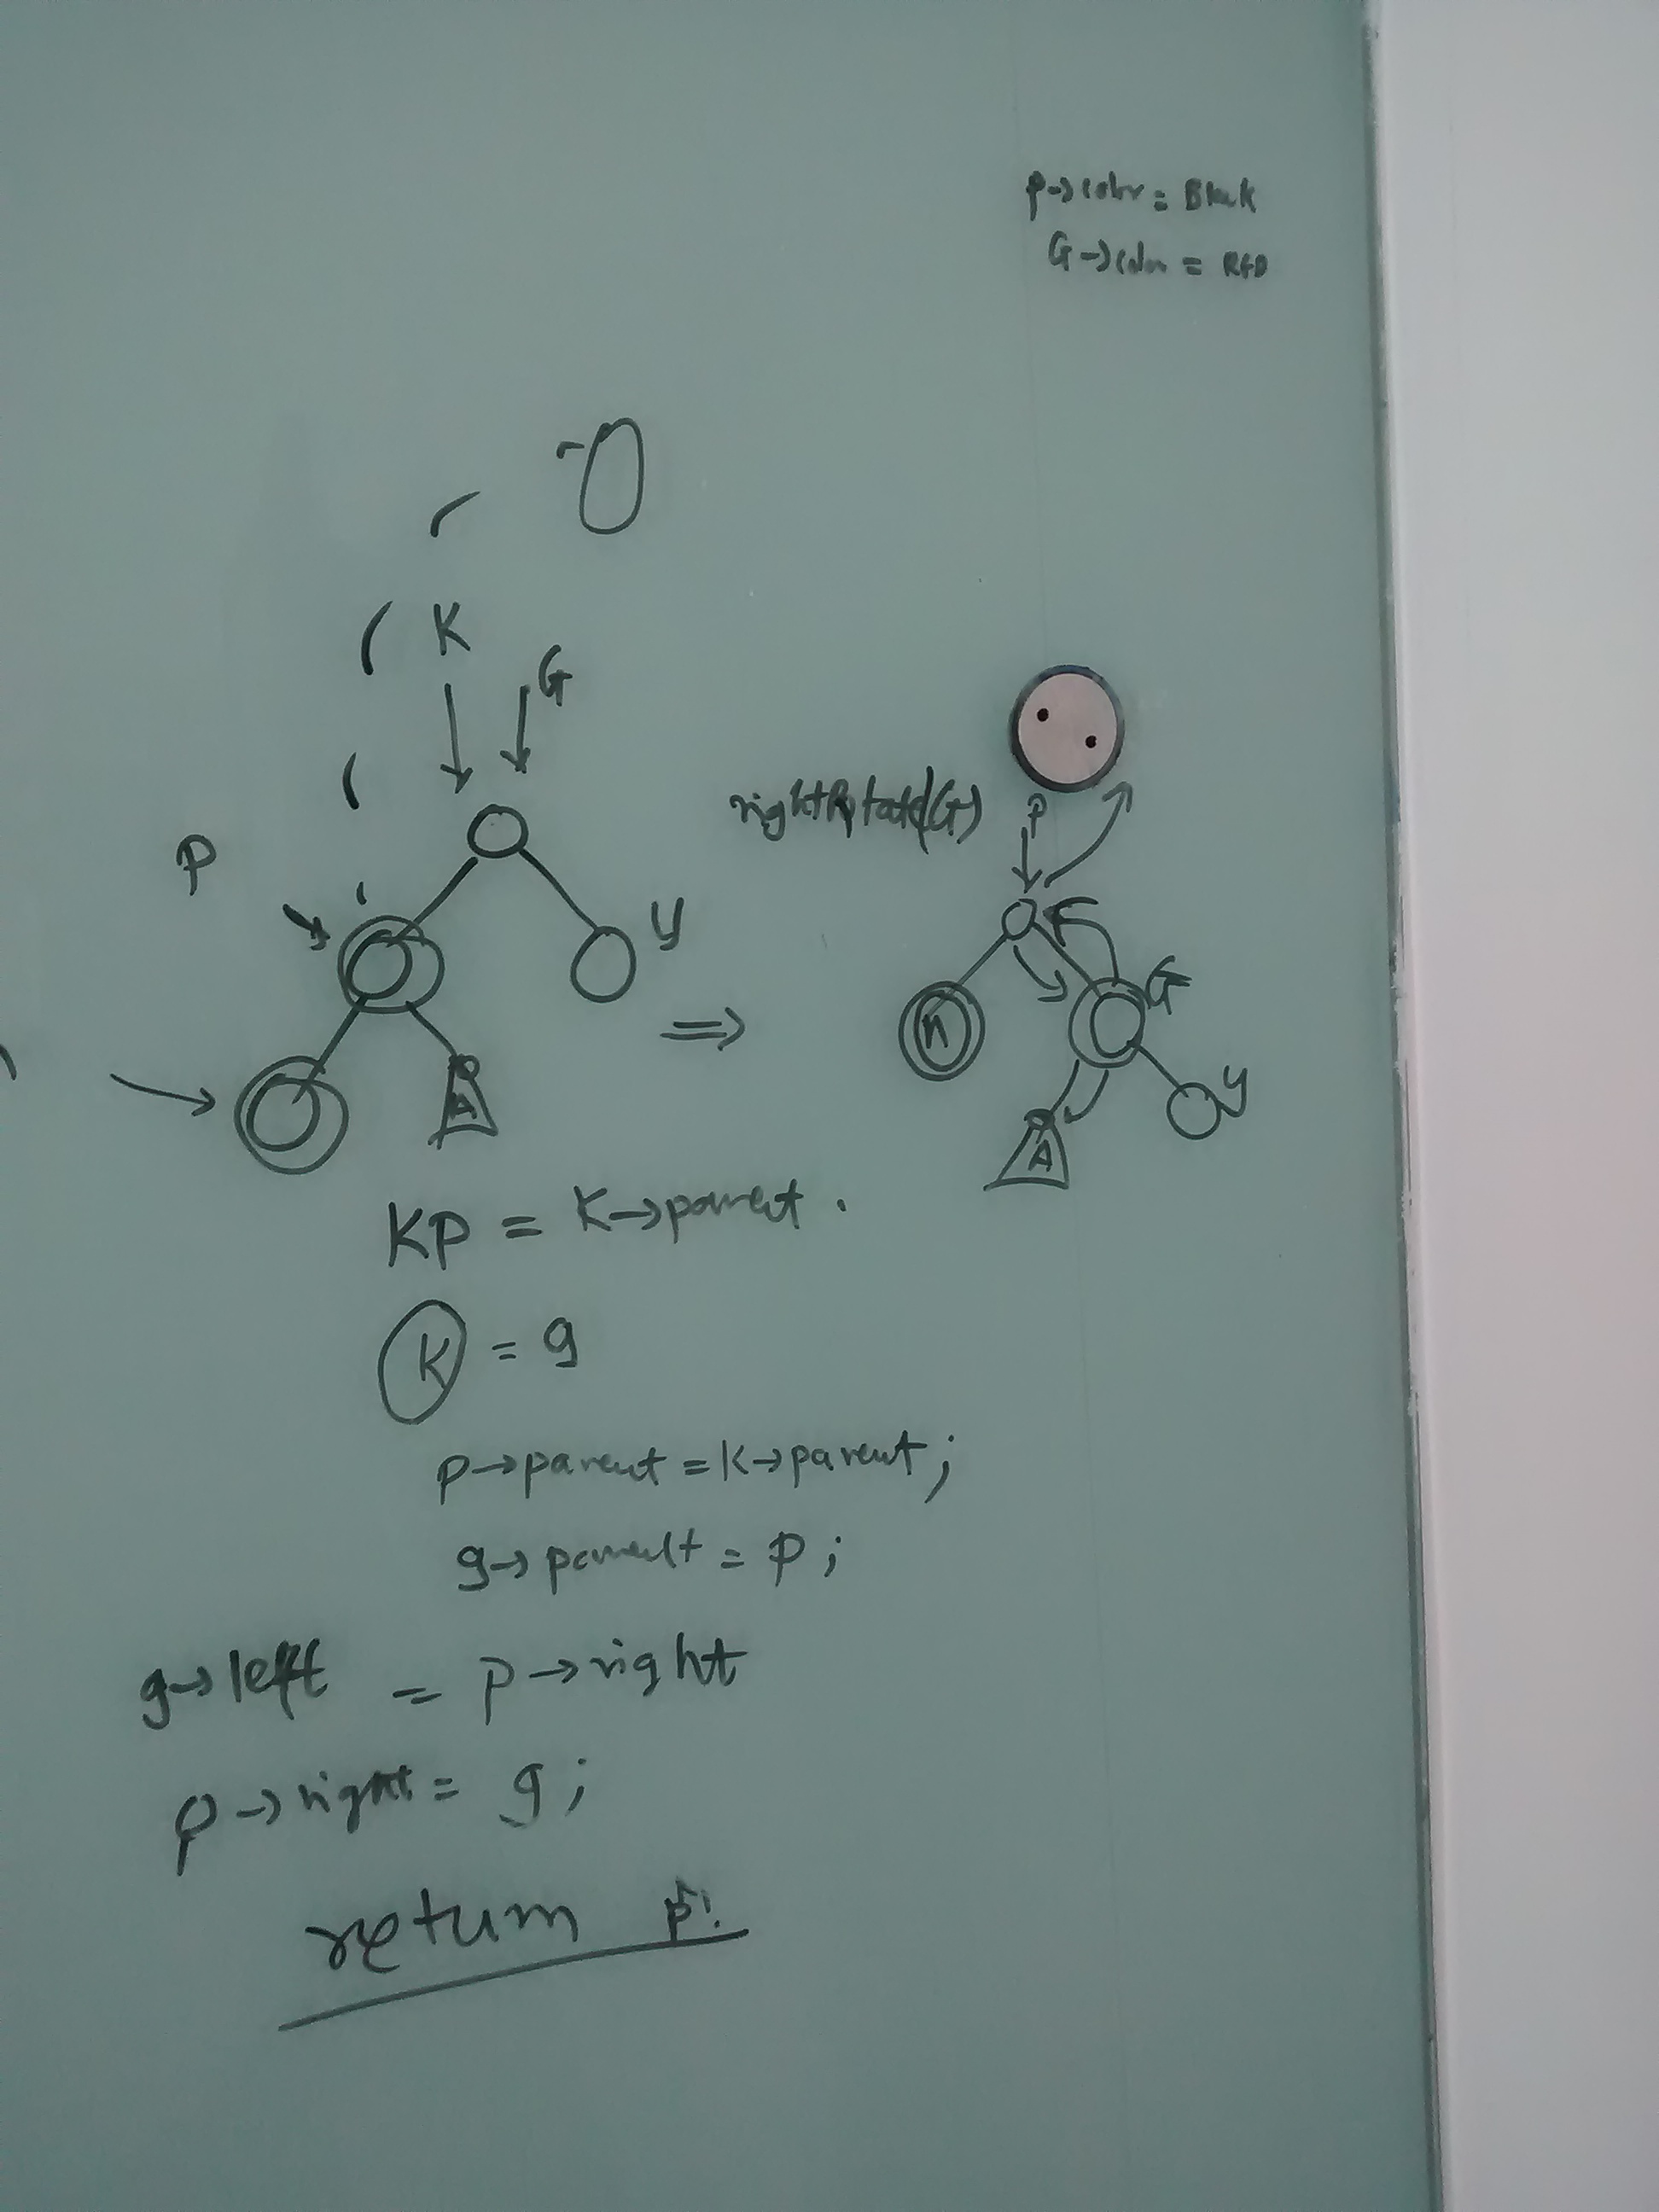 P→color = Black
G→color = RED
K
G
P
rightRotate(G)
P
y
n
G
A
y
A
KP = K→parent.
K = g
P→parent = K→parent;
g→parent = P;
g→left = P→right
P→right = g;
return P;